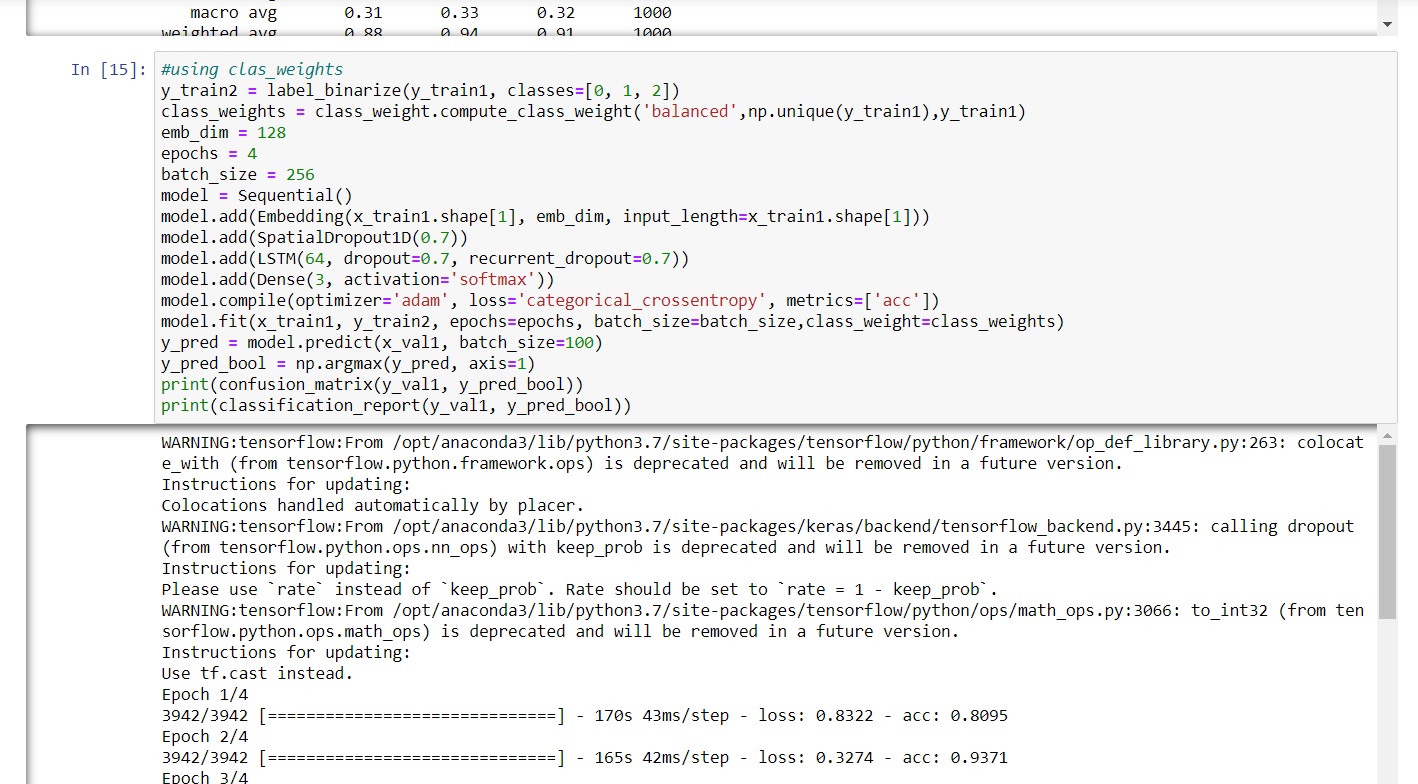 macro avg 0.31 0.33 0.32 1000
weighted avg 0.88 0.94 0.91 1000
In [15]:
#using clas_weights
y_train2 = label_binarize(y_train1, classes=[0, 1, 2])
class_weights = class_weight.compute_class_weight('balanced',np.unique(y_train1),y_train1)
emb_dim = 128
epochs = 4
batch_size = 256
model = Sequential()
model.add(Embedding(x_train1.shape[1], emb_dim, input_length=x_train1.shape[1]))
model.add(SpatialDropout1D(0.7))
model.add(LSTM(64, dropout=0.7, recurrent_dropout=0.7))
model.add(Dense(3, activation='softmax'))
model.compile(optimizer='adam', loss='categorical_crossentropy', metrics=['acc'])
model.fit(x_train1, y_train2, epochs=epochs, batch_size=batch_size,class_weight=class_weights)
y_pred = model.predict(x_val1, batch_size=100)
y_pred_bool = np.argmax(y_pred, axis=1)
print(confusion_matrix(y_val1, y_pred_bool))
print(classification_report(y_val1, y_pred_bool))
WARNING:tensorflow:From /opt/anaconda3/lib/python3.7/site-packages/tensorflow/python/framework/op_def_library.py:263: colocat
e_with (from tensorflow.python.framework.ops) is deprecated and will be removed in a future version.
Instructions for updating:
Colocations handled automatically by placer.
WARNING:tensorflow:From /opt/anaconda3/lib/python3.7/site-packages/keras/backend/tensorflow_backend.py:3445: calling dropout
(from tensorflow.python.ops.nn_ops) with keep_prob is deprecated and will be removed in a future version.
Instructions for updating:
Please use `rate` instead of `keep_prob`. Rate should be set to `rate = 1 - keep_prob`.
WARNING:tensorflow:From /opt/anaconda3/lib/python3.7/site-packages/tensorflow/python/ops/math_ops.py:3066: to_int32 (from ten
sorflow.python.ops.math_ops) is deprecated and will be removed in a future version.
Instructions for updating:
Use tf.cast instead.
Epoch 1/4
3942/3942 [==============================] - 170s 43ms/step - loss: 0.8322 - acc: 0.8095
Epoch 2/4
3942/3942 [==============================] - 165s 42ms/step - loss: 0.3274 - acc: 0.9371
Epoch 3/4